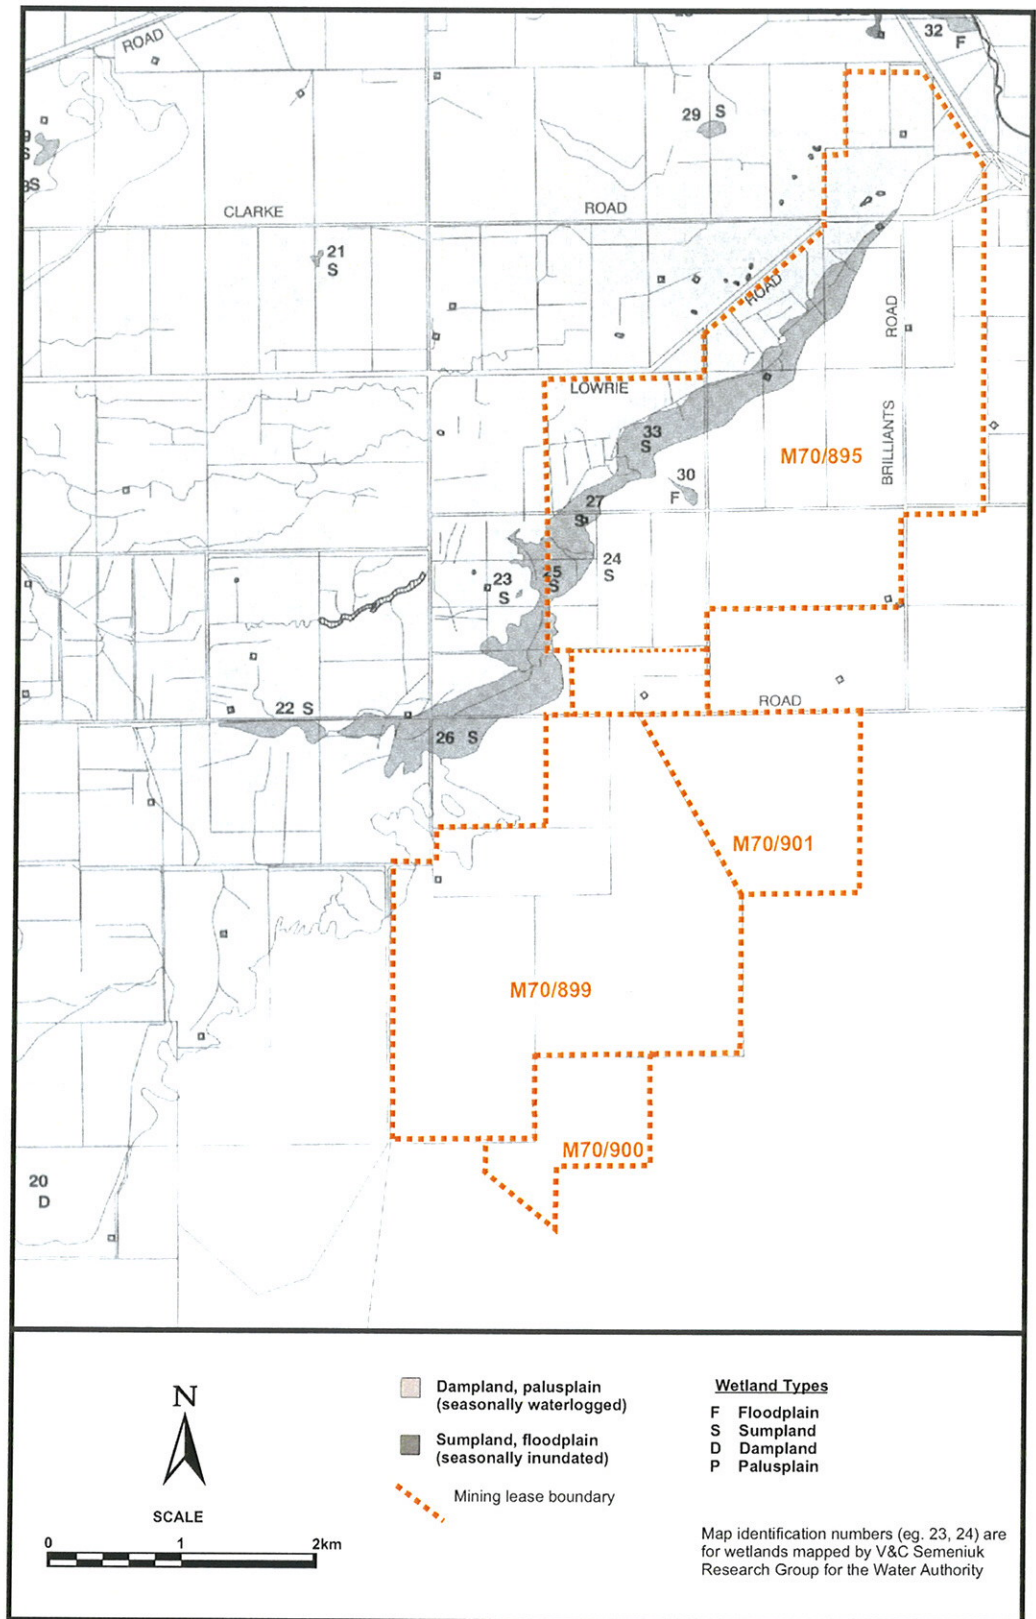 ROAD
32
F
29 S
9
S
S
CLARKE ROAD
21
S
ROAD
ROAD
LOWRIE
BRILLIANTS
33
S
M70/895
30
F
27
S
24
S
23
S
S
22 S
ROAD
26 S
M70/901
M70/899
M70/900
20
D
N
SCALE
0 1 2km
Dampland, palusplain
(seasonally waterlogged)
Sumpland, floodplain
(seasonally inundated)
Mining lease boundary
Wetland Types
F Floodplain
S Sumpland
D Dampland
P Palusplain
Map identification numbers (eg. 23, 24) are
for wetlands mapped by V&C Semeniuk
Research Group for the Water Authority